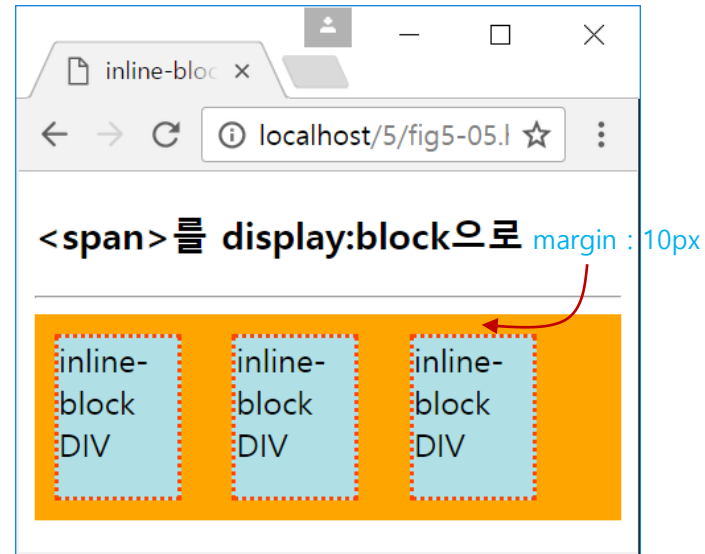 inline-bloc
localhost/5/fig5-05.h
<span>를 display:block으로
margin : 10px
inline-
block
DIV
inline-
block
DIV
inline-
block
DIV